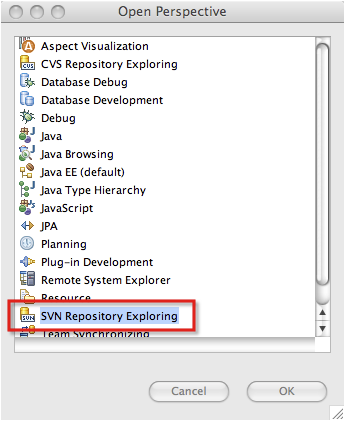 Open Perspective
Aspect Visualization
CVS Repository Exploring
Database Debug
Database Development
Debug
Java
Java Browsing
Java EE (default)
Java Type Hierarchy
JavaScript
JPA
Planning
Plug-in Development
Remote System Explorer
Resource
SVN Repository Exploring
Team Synchronizing
Cancel
OK